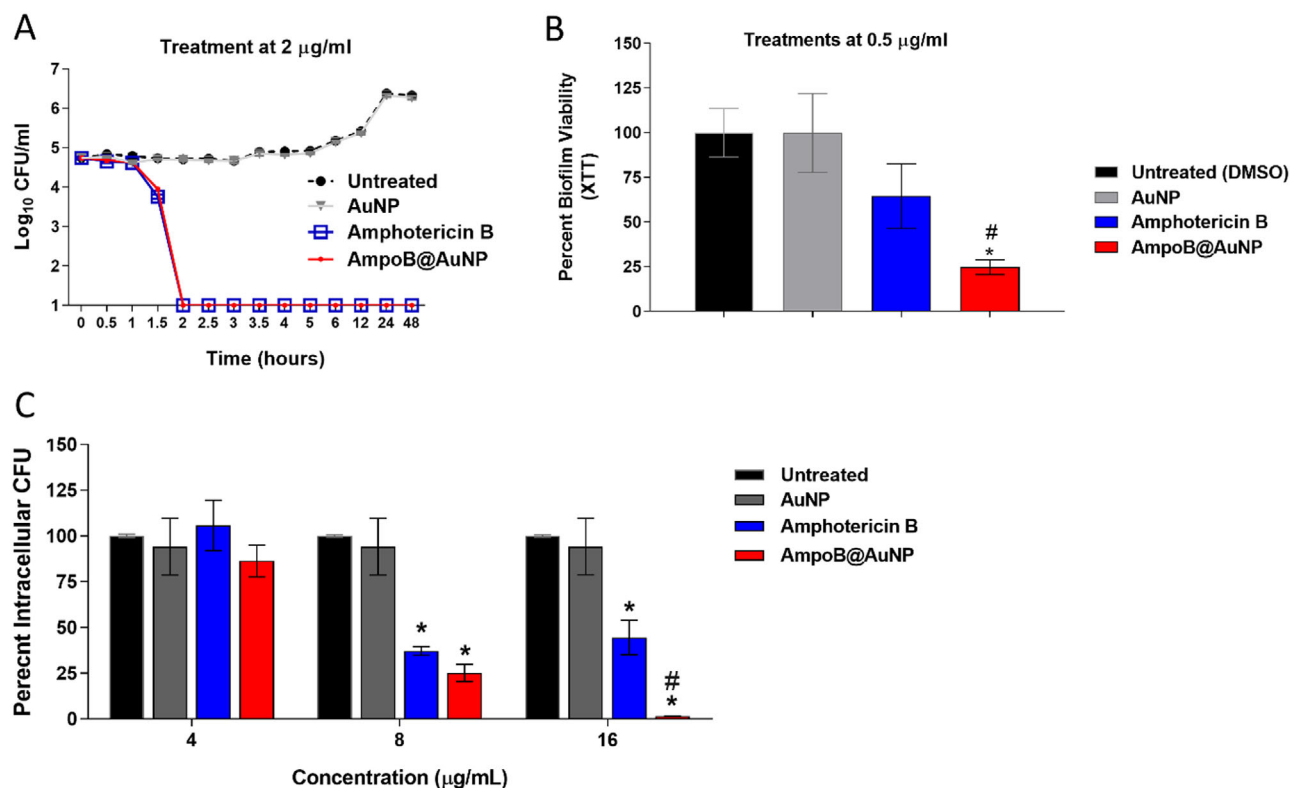 A
Treatment at 2 µg/ml
Log10 CFU/ml
7
6
5
4
3
2
1
0 0.5 1 1.5 2 2.5 3 3.5 4 5 6 12 24 48
Time (hours)
Untreated
AuNP
Amphotericin B
AmpoB@AuNP
B
Treatments at 0.5 µg/ml
Percent Biofilm Viability
(XTT)
150
125
100
75
50
25
0
#
*
Untreated (DMSO)
AuNP
Amphotericin B
AmpoB@AuNP
C
Perecnt Intracellular CFU
150
125
100
75
50
25
0
* *
* # *
4 8 16
Concentration (µg/mL)
Untreated
AuNP
Amphotericin B
AmpoB@AuNP